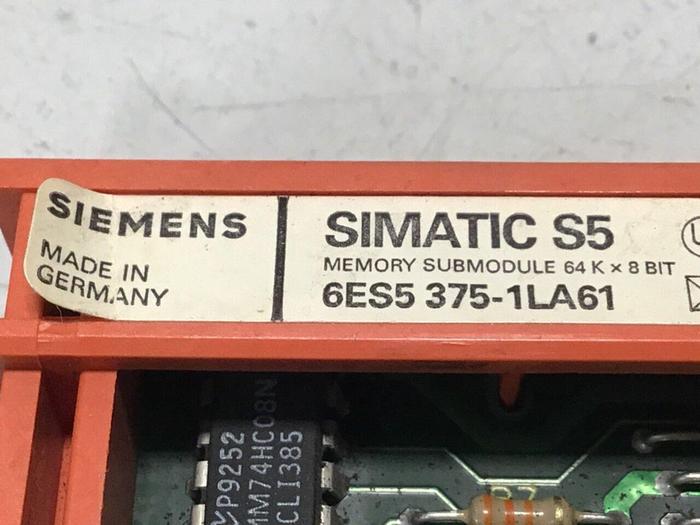 SIEMENS
MADE IN
GERMANY
SIMATIC S5
MEMORY SUBMODULE 64 K × 8 BIT
6ES5 375-1LA61
P9252
MM74HC08N
CLI385